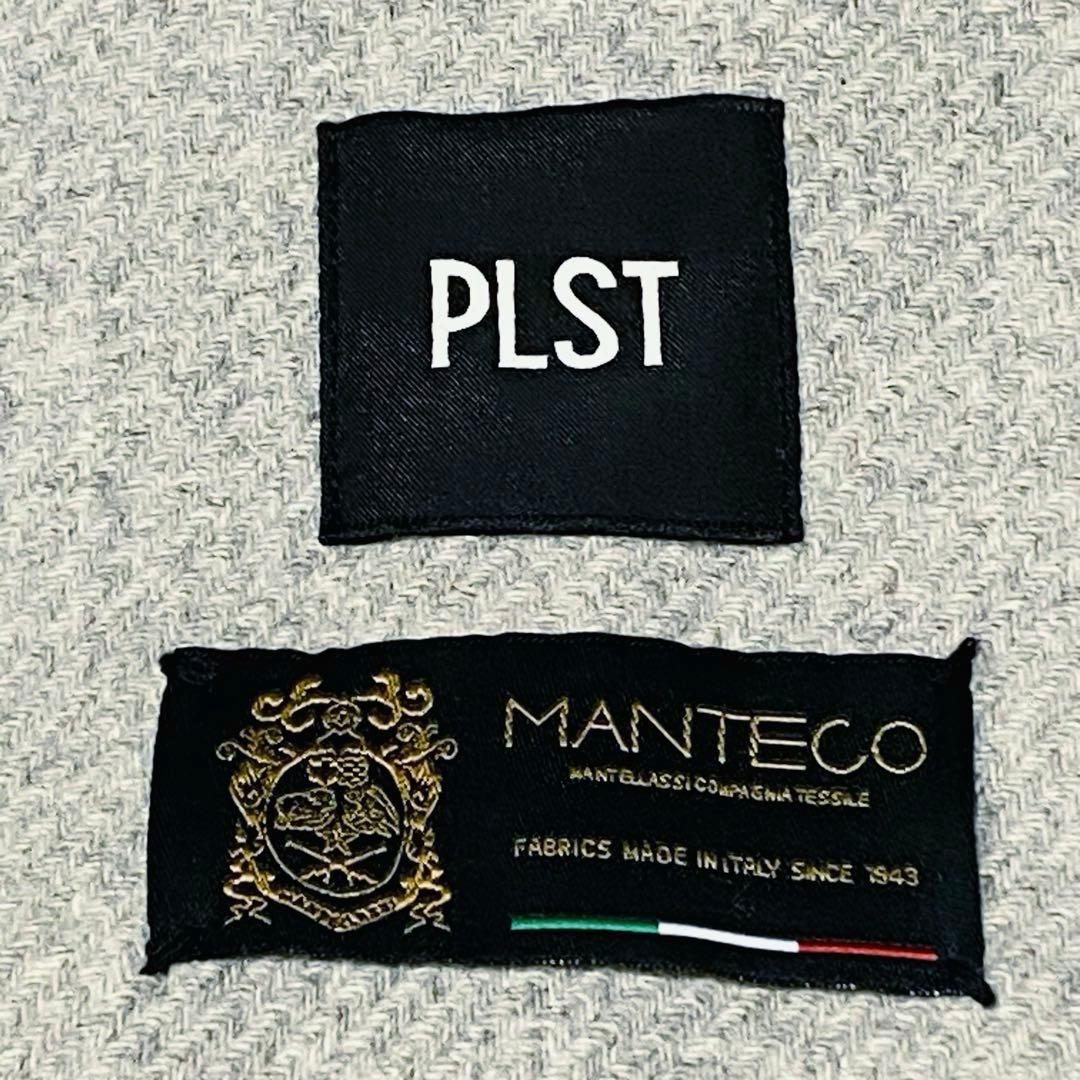 PLST
MANTECO
MANTELLASSI COMPAGNIA TESSILE
FABRICS MADE IN ITALY SINCE 1943